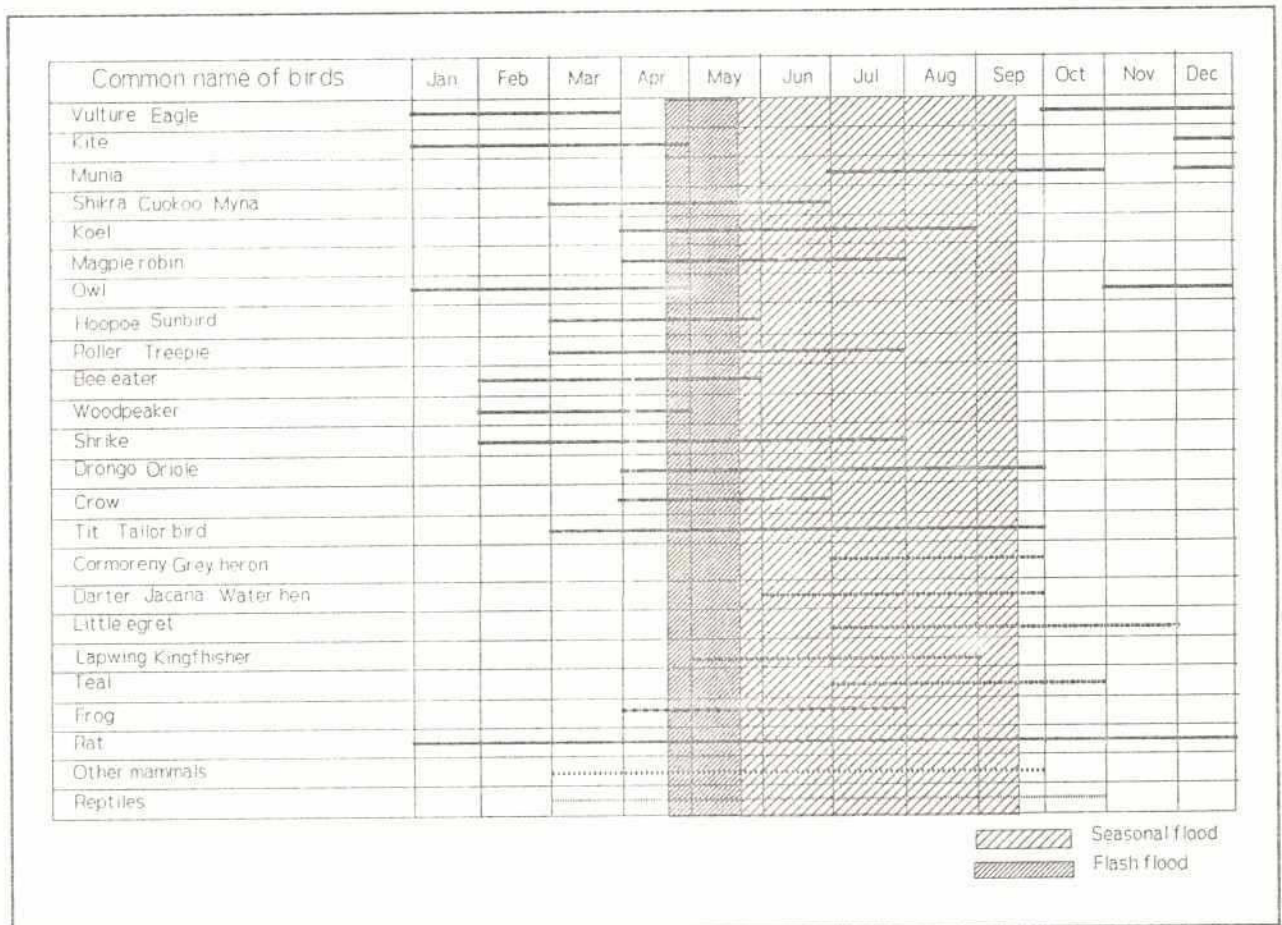 Common name of birds Jan Feb Mar Apr May Jun Jul Aug Sep Oct Nov Dec
Vulture Eagle
Kite
Munia
Shikra Cuokoo Myna
Koel
Magpie robin
Owl
Hoopoe Sunbird
Roller Treepie
Bee eater
Woodpeaker
Shrike
Drongo Oriole
Crow
Tit Tailor bird
Cormoreny Grey heron
Darter Jacana Water hen
Little egret
Lapwing Kingfhisher
Teal
Frog
Rat
Other mammals
Reptiles
Seasonal flood
Flash flood